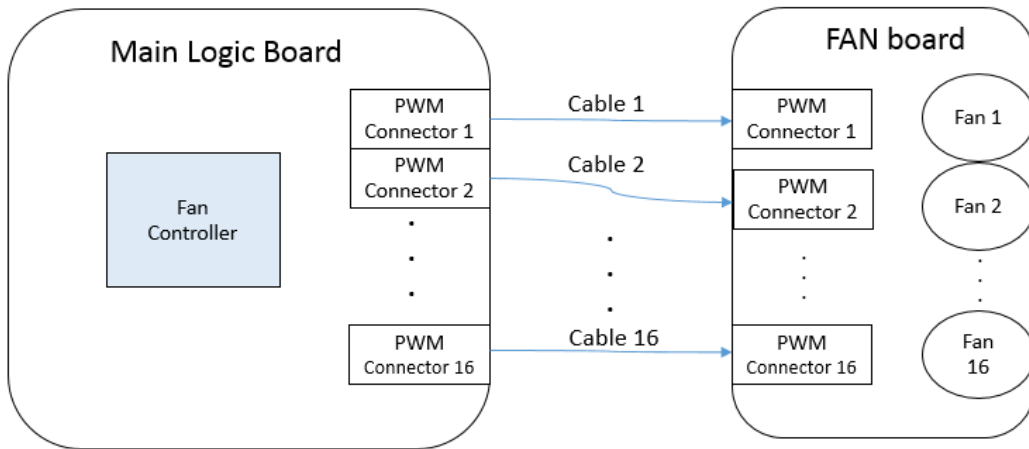 Main Logic Board
FAN board
PWM
Connector 1
Cable 1
PWM
Connector 1
Fan 1
PWM
Connector 2
Cable 2
PWM
Connector 2
Fan 2
Fan
Controller
PWM
Connector 16
Cable 16
PWM
Connector 16
Fan
16